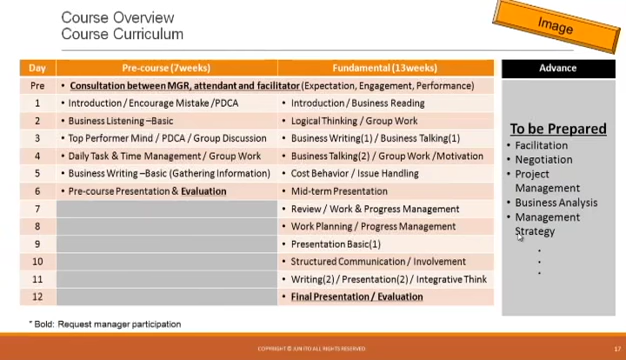 Course Overview
Course Curriculum
Image
Day Pre-course (7weeks) Fundamental (13weeks) Advance
Pre • Consultation between MGR, attendant and facilitator (Expectation, Engagement, Performance)
1 • Introduction / Encourage Mistake /PDCA • Introduction / Business Reading
2 • Business Listening –Basic • Logical Thinking / Group Work
3 • Top Performer Mind / PDCA / Group Discussion • Business Writing(1) / Business Talking(1)
4 • Daily Task & Time Management/ Group Work • Business Talking(2) / Group Work /Motivation
5 • Business Writing –Basic (Gathering Information) • Cost Behavior / Issue Handling
6 • Pre-course Presentation & Evaluation • Mid-term Presentation
7 • Review / Work & Progress Management
8 • Work Planning / Progress Management
9 • Presentation Basic(1)
10 • Structured Communication / Involvement
11 • Writing(2) / Presentation(2) / Integrative Think
12 • Final Presentation / Evaluation
To be Prepared
• Facilitation
• Negotiation
• Project
Management
• Business Analysis
• Management
Strategy
•
•
•
* Bold: Request manager participation
COPYRIGHT © JUN ITO ALL RIGHTS RESERVED
17